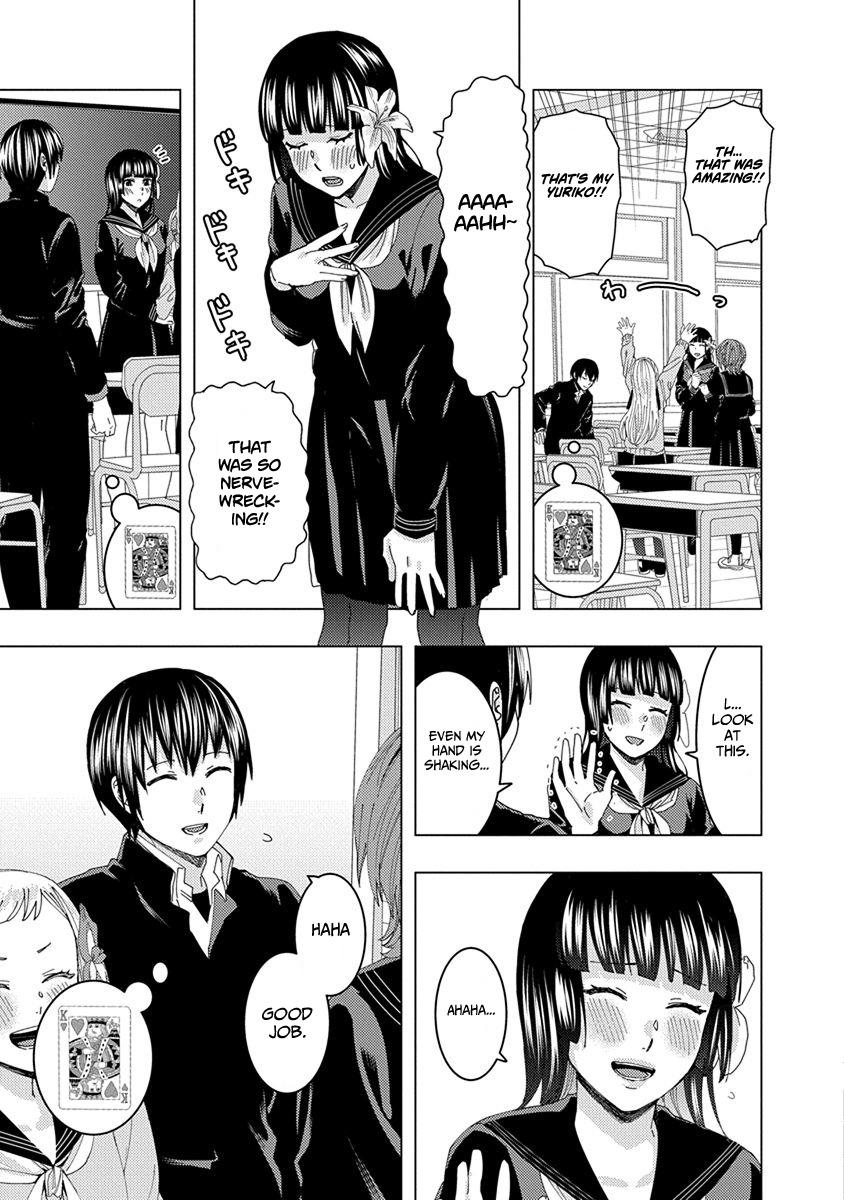 TH...
THAT WAS
AMAZING!!
THAT'S MY
YURIKO!!
わーっ
K
K
AAAA-
AAHH~
ドキ
ドキ
ドキ
THAT
WAS SO
NERVE-
WRECK-
ING!!
K
K
L...
LOOK
AT
THIS.
EVEN MY
HAND IS
SHAKING...
AHAHA...
HAHA
GOOD
JOB.
K
K